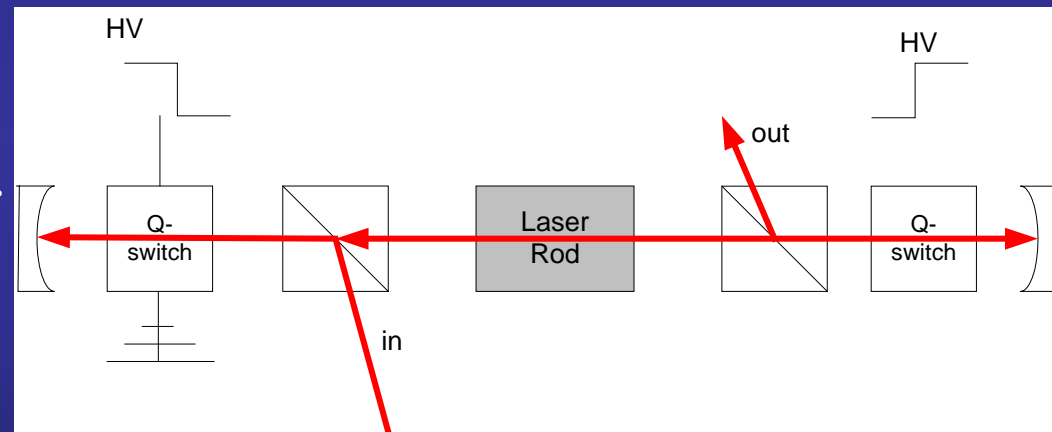 HV
HV
out
Q-
switch
Laser
Rod
Q-
switch
in